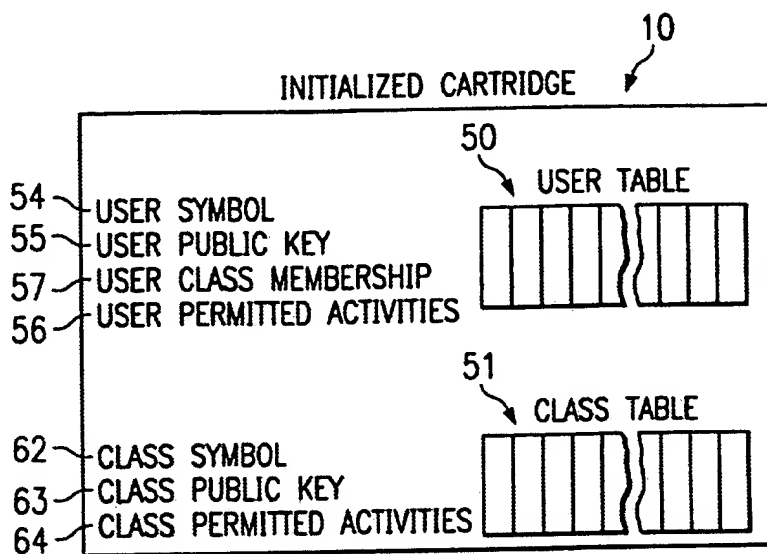 10
INITIALIZED CARTRIDGE
50
USER TABLE
54 USER SYMBOL
55 USER PUBLIC KEY
57 USER CLASS MEMBERSHIP
56 USER PERMITTED ACTIVITIES
51
CLASS TABLE
62 CLASS SYMBOL
63 CLASS PUBLIC KEY
64 CLASS PERMITTED ACTIVITIES